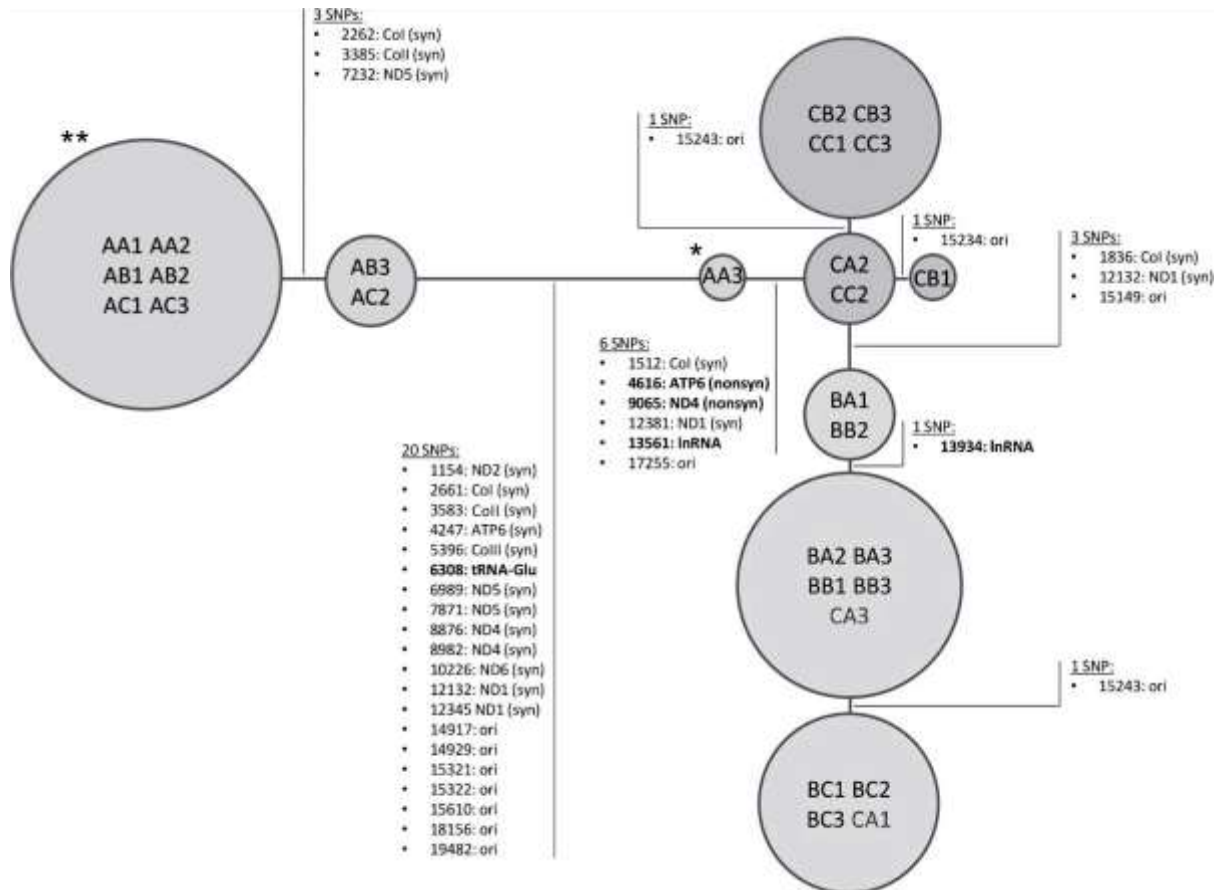 3 SNPs:
• 2262: CoI (syn)
• 3385: CoII (syn)
• 7232: ND5 (syn)
**
AA1 AA2
AB1 AB2
AC1 AC3
AB3
AC2
*
AA3
1 SNP:
• 15243: ori
CB2 CB3
CC1 CC3
CA2
CC2
1 SNP:
• 15234: ori
CB1
3 SNPs:
• 1836: CoI (syn)
• 12132: ND1 (syn)
• 15149: ori
6 SNPs:
• 1512: CoI (syn)
• 4616: ATP6 (nonsyn)
• 9065: ND4 (nonsyn)
• 12381: ND1 (syn)
• 13561: lnRNA
• 17255: ori
BA1
BB2
1 SNP:
• 13934: lnRNA
20 SNPs:
• 1154: ND2 (syn)
• 2661: CoI (syn)
• 3583: CoII (syn)
• 4247: ATP6 (syn)
• 5396: CoIII (syn)
• 6308: tRNA-Glu
• 6989: ND5 (syn)
• 7871: ND5 (syn)
• 8876: ND4 (syn)
• 8982: ND4 (syn)
• 10226: ND6 (syn)
• 12132: ND1 (syn)
• 12345 ND1 (syn)
• 14917: ori
• 14929: ori
• 15321: ori
• 15322: ori
• 15610: ori
• 18156: ori
• 19482: ori
BA2 BA3
BB1 BB3
CA3
1 SNP:
• 15243: ori
BC1 BC2
BC3 CA1